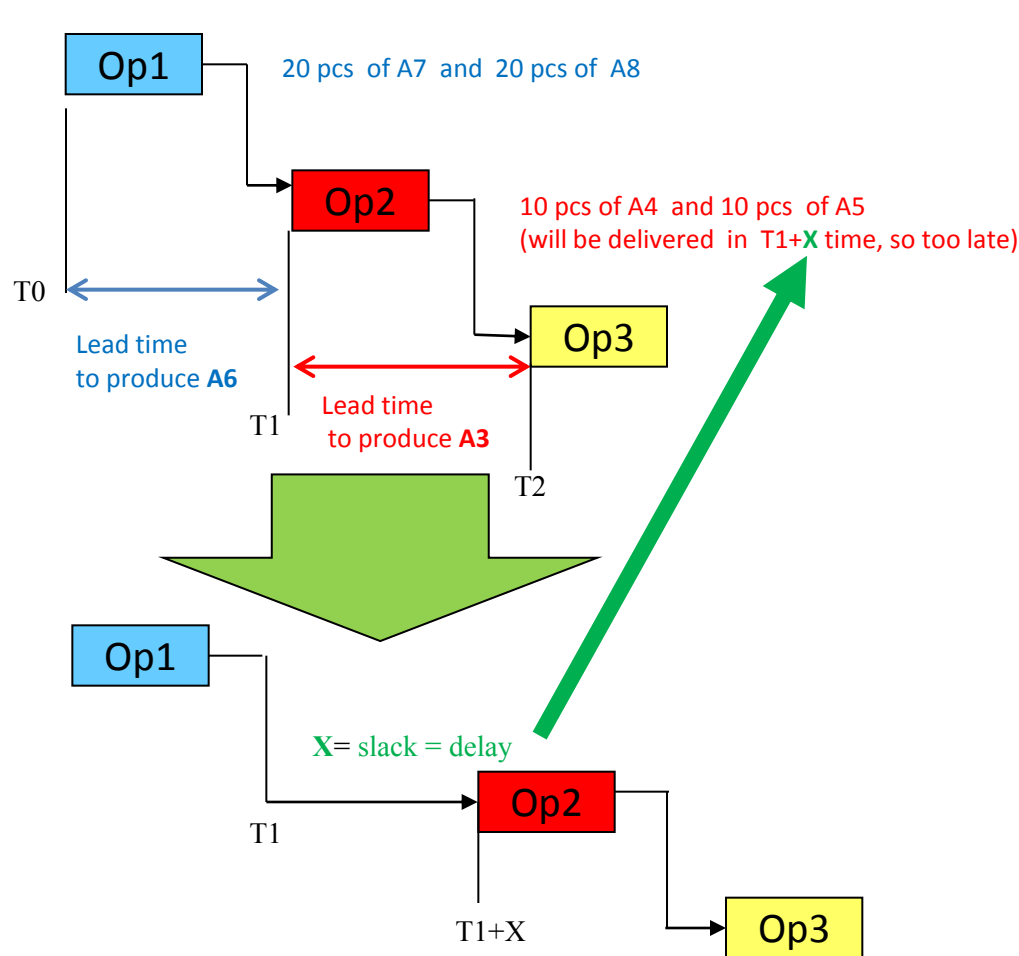 Op1
20 pcs of A7 and 20 pcs of A8
Op2
10 pcs of A4 and 10 pcs of A5
(will be delivered in T1+X time, so too late)
T0
Op3
Lead time
to produce A6
Lead time
to produce A3
T1
T2
Op1
X= slack = delay
Op2
T1
T1+X
Op3